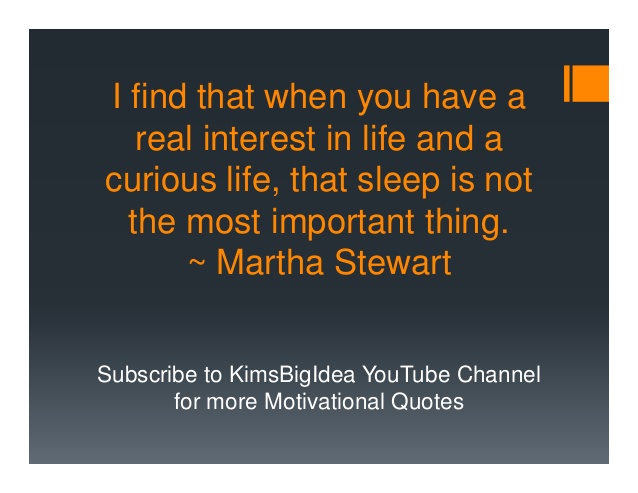 I find that when you have a
real interest in life and a
curious life, that sleep is not
the most important thing.
~ Martha Stewart
Subscribe to KimsBigIdea YouTube Channel
for more Motivational Quotes